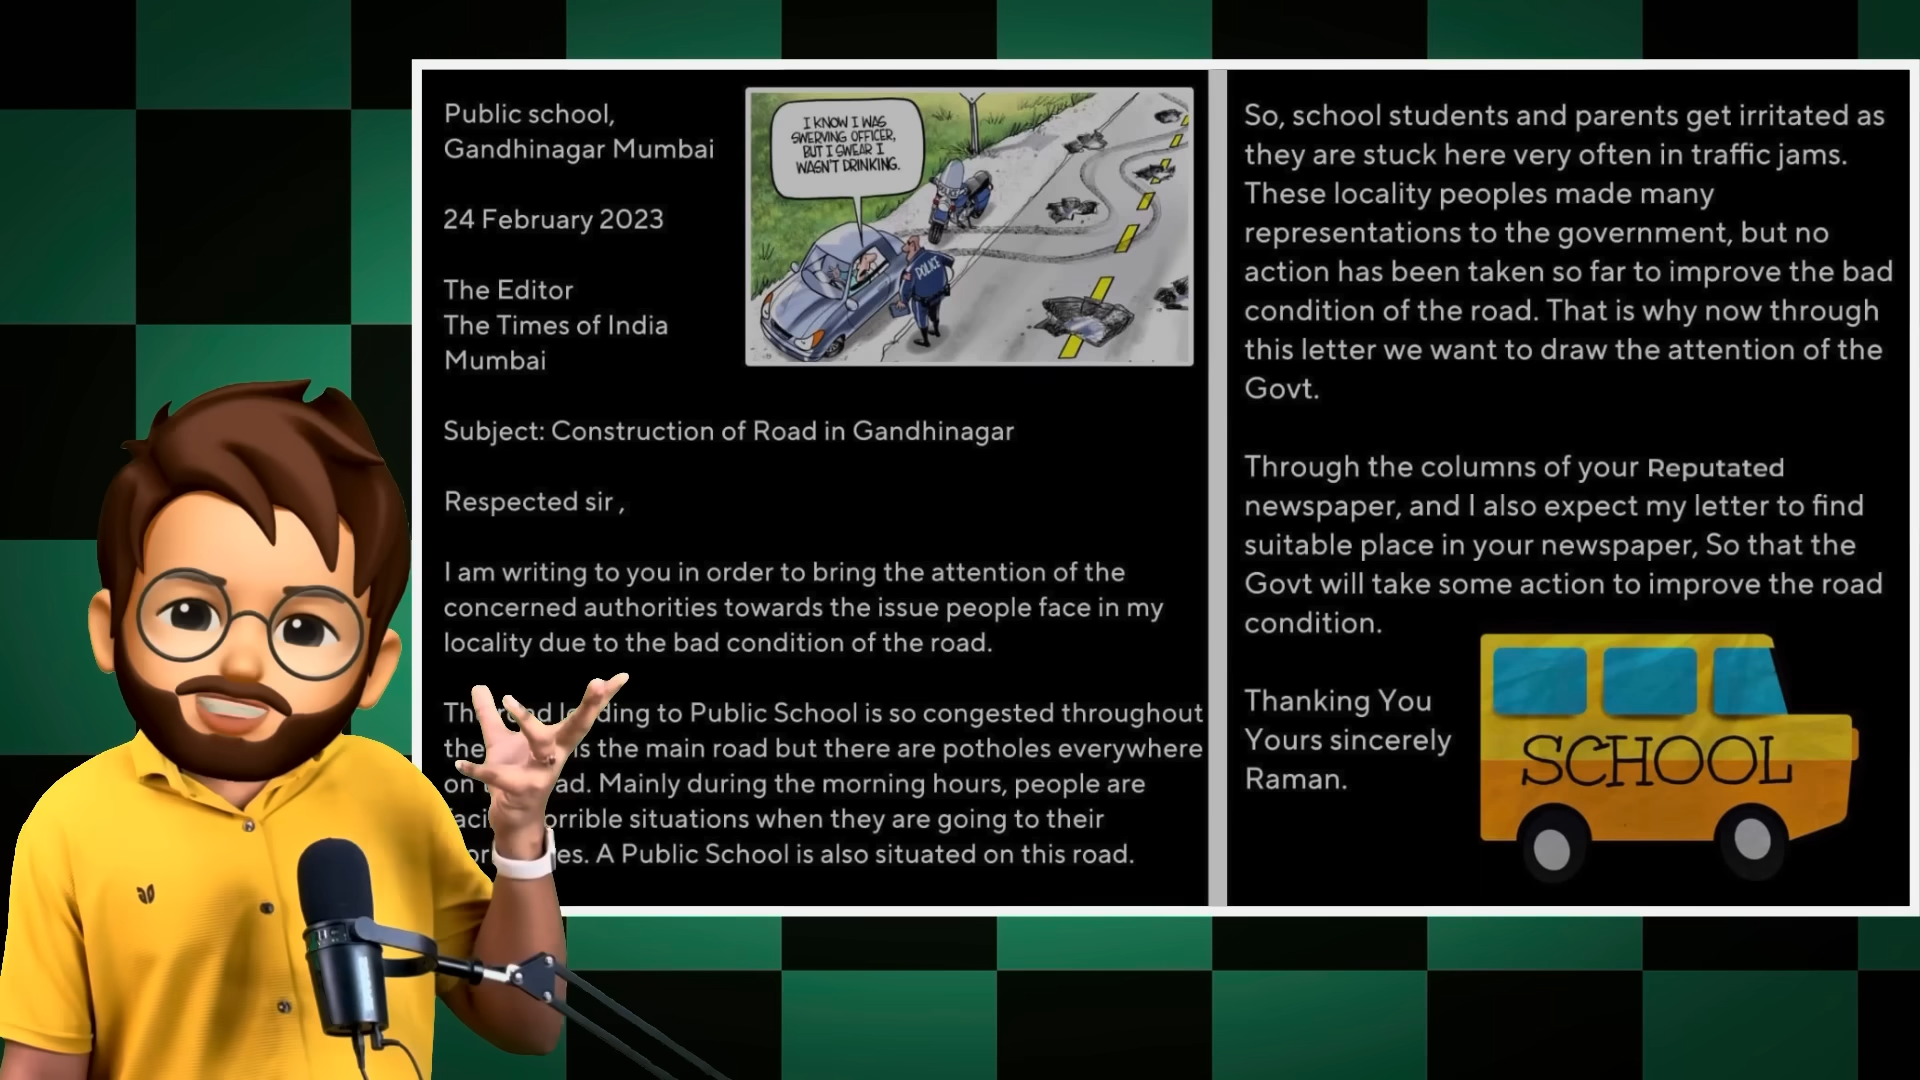 Public school,
Gandhinagar Mumbai
24 February 2023
The Editor
The Times of India
Mumbai
I KNOW I WAS
SWERVING OFFICER,
BUT I SWEAR I
WASN'T DRINKING.
POLICE
Subject: Construction of Road in Gandhinagar
Respected sir ,
I am writing to you in order to bring the attention of the
concerned authorities towards the issue people face in my
locality due to the bad condition of the road.
to Public School is so congested throughout
the is the main road but there are potholes everywhere
on Mainly during the morning hours, people are
situations when they are going to their
A Public School is also situated on this road.
So, school students and parents get irritated as
they are stuck here very often in traffic jams.
These locality peoples made many
representations to the government, but no
action has been taken so far to improve the bad
condition of the road. That is why now through
this letter we want to draw the attention of the
Govt.
Through the columns of your Reputated
newspaper, and I also expect my letter to find
suitable place in your newspaper, So that the
Govt will take some action to improve the road
condition.
Thanking You
Yours sincerely
Raman.
SCHOOL